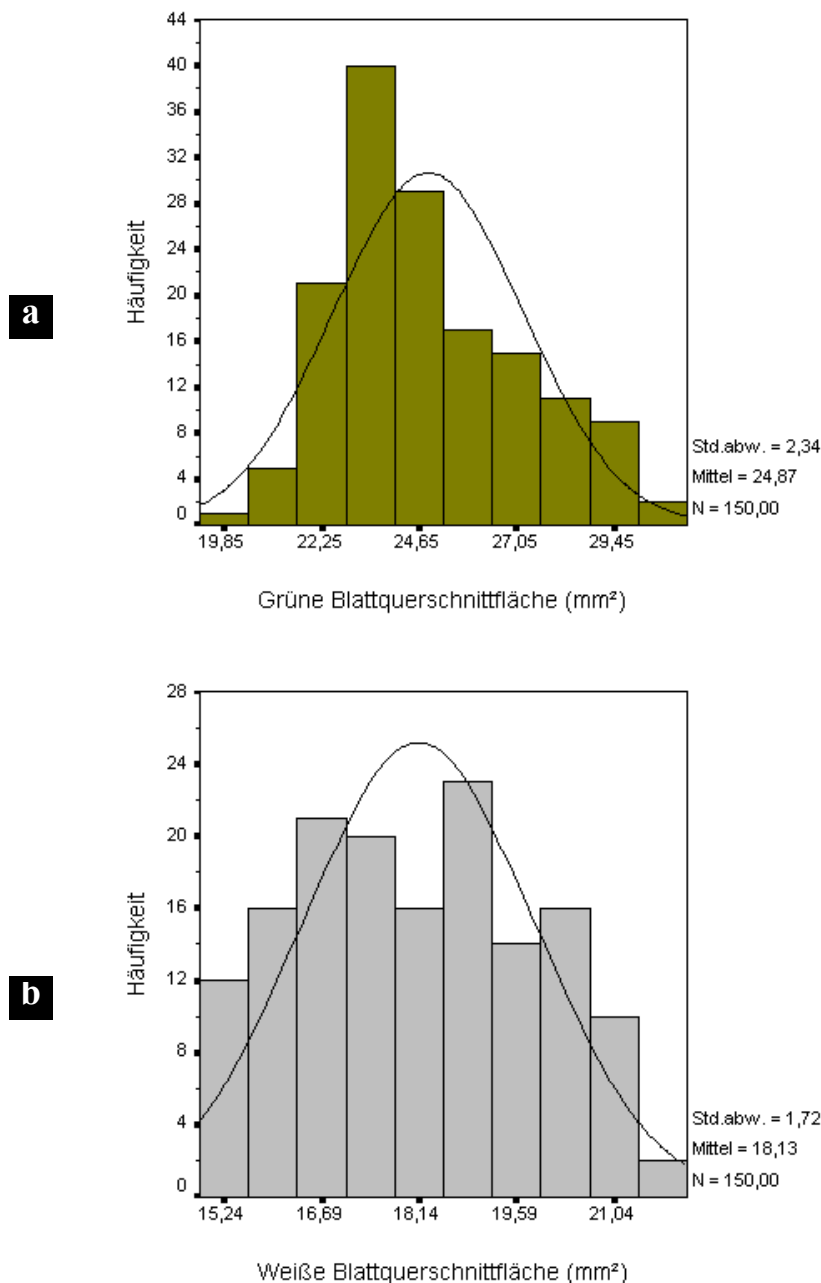 a
44
40
36
32
28
24
20
16
12
8
4
0
Häufigkeit
19,85 22,25 24,65 27,05 29,45
Grüne Blattquerschnittfläche (mm²)
Std.abw. = 2,34
Mittel = 24,87
N = 150,00
b
28
24
20
16
12
8
4
0
Häufigkeit
15,24 16,69 18,14 19,59 21,04
Weiße Blattquerschnittfläche (mm²)
Std.abw. = 1,72
Mittel = 18,13
N = 150,00